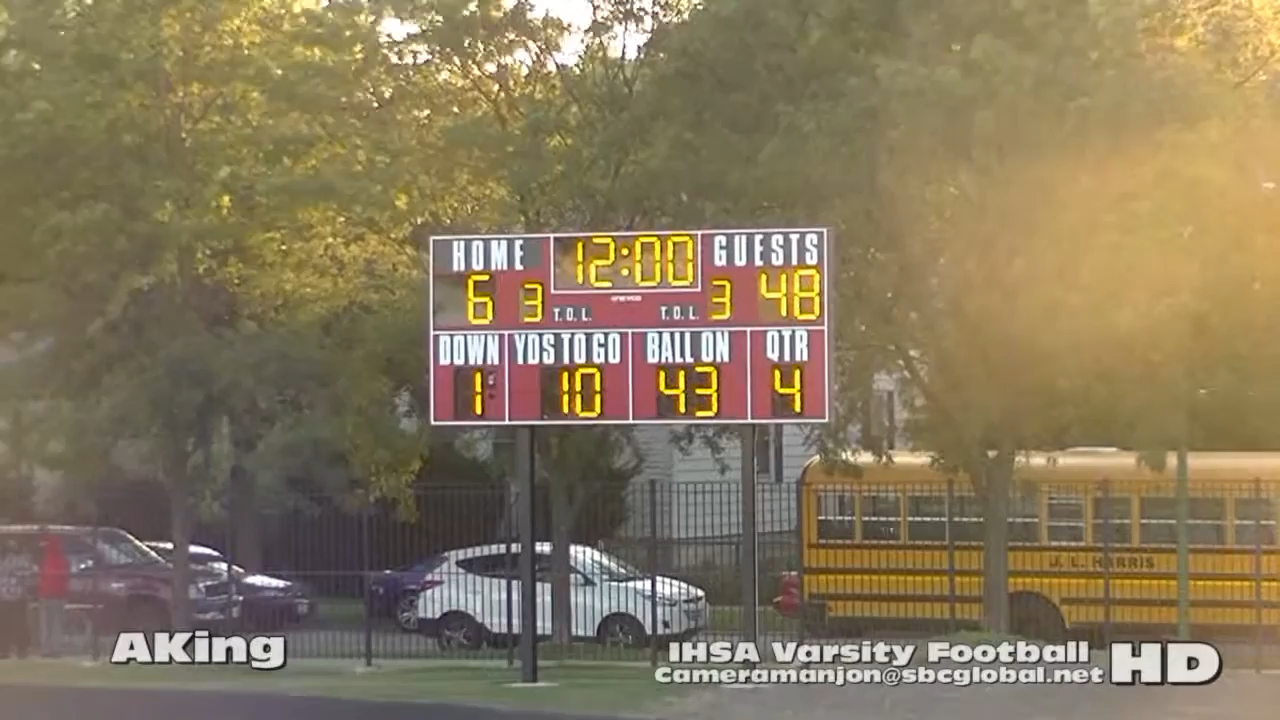 HOME 12:00 GUESTS
6 3 T.O.L. T.O.L. 3 48
DOWN YDS TO GO BALL ON QTR
1 10 43 4
J. L. HARRIS
AKing
IHSA Varsity Football HD
cameramanjon@sbcglobal.net